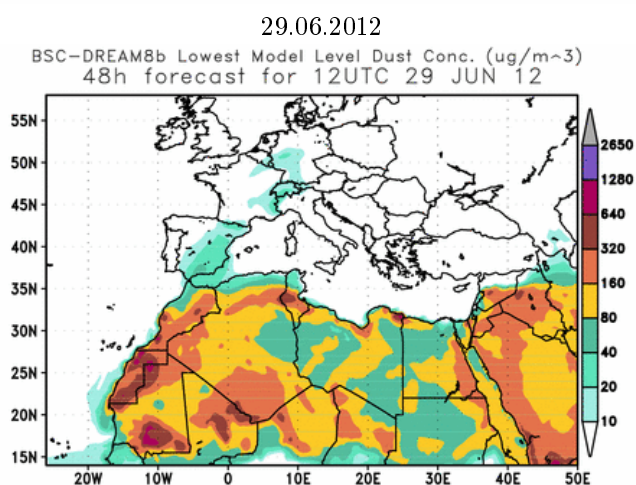 29.06.2012
BSC-DREAM8b Lowest Model Level Dust Conc. (ug/m^3)
48h forecast for 12UTC 29 JUN 12
55N
50N
45N
40N
35N
30N
25N
20N
15N
20W
10W
0
10E
20E
30E
40E
50E
2650
1280
640
320
160
80
40
20
10